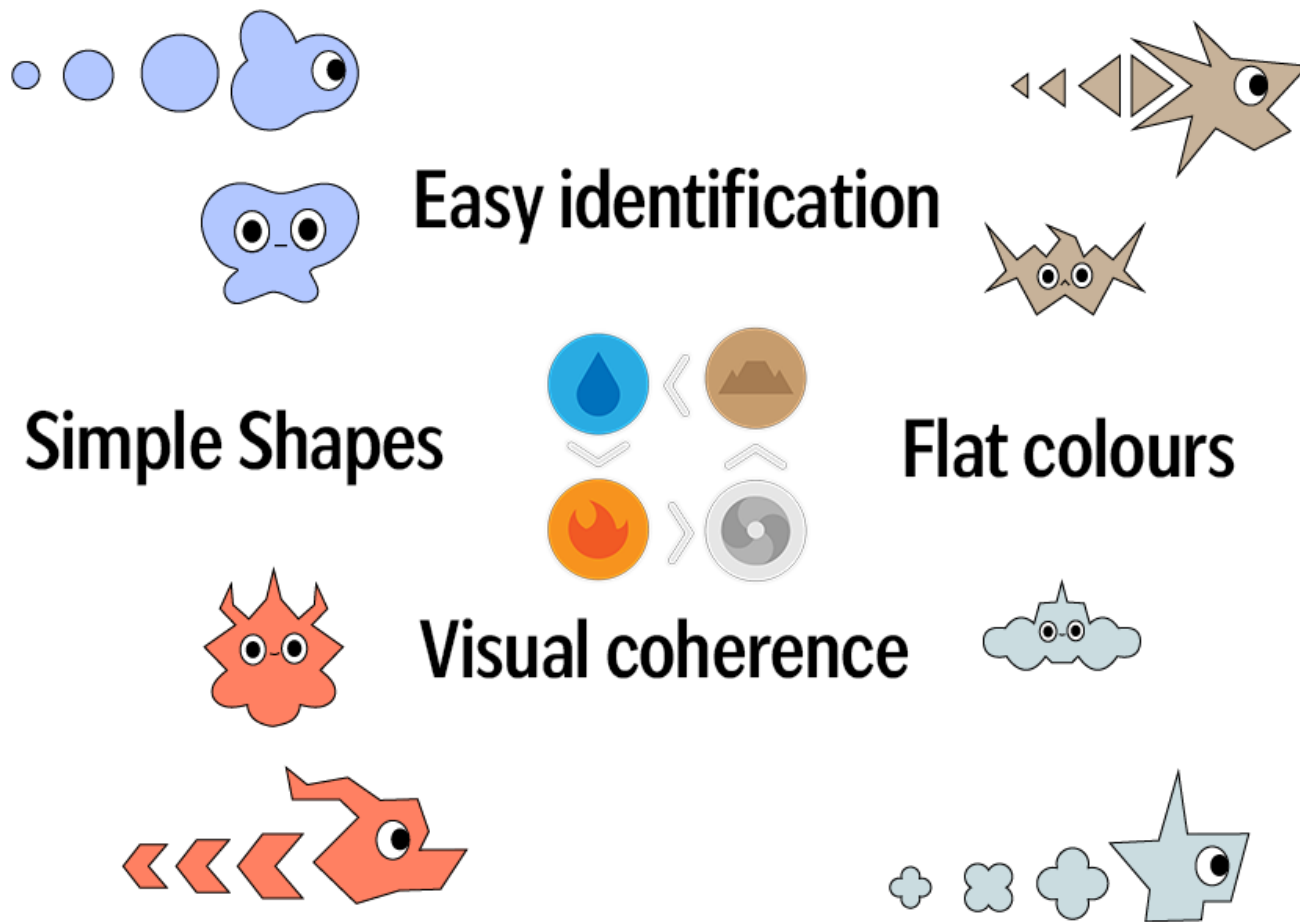 Easy identification
Simple Shapes
Flat colours
Visual coherence